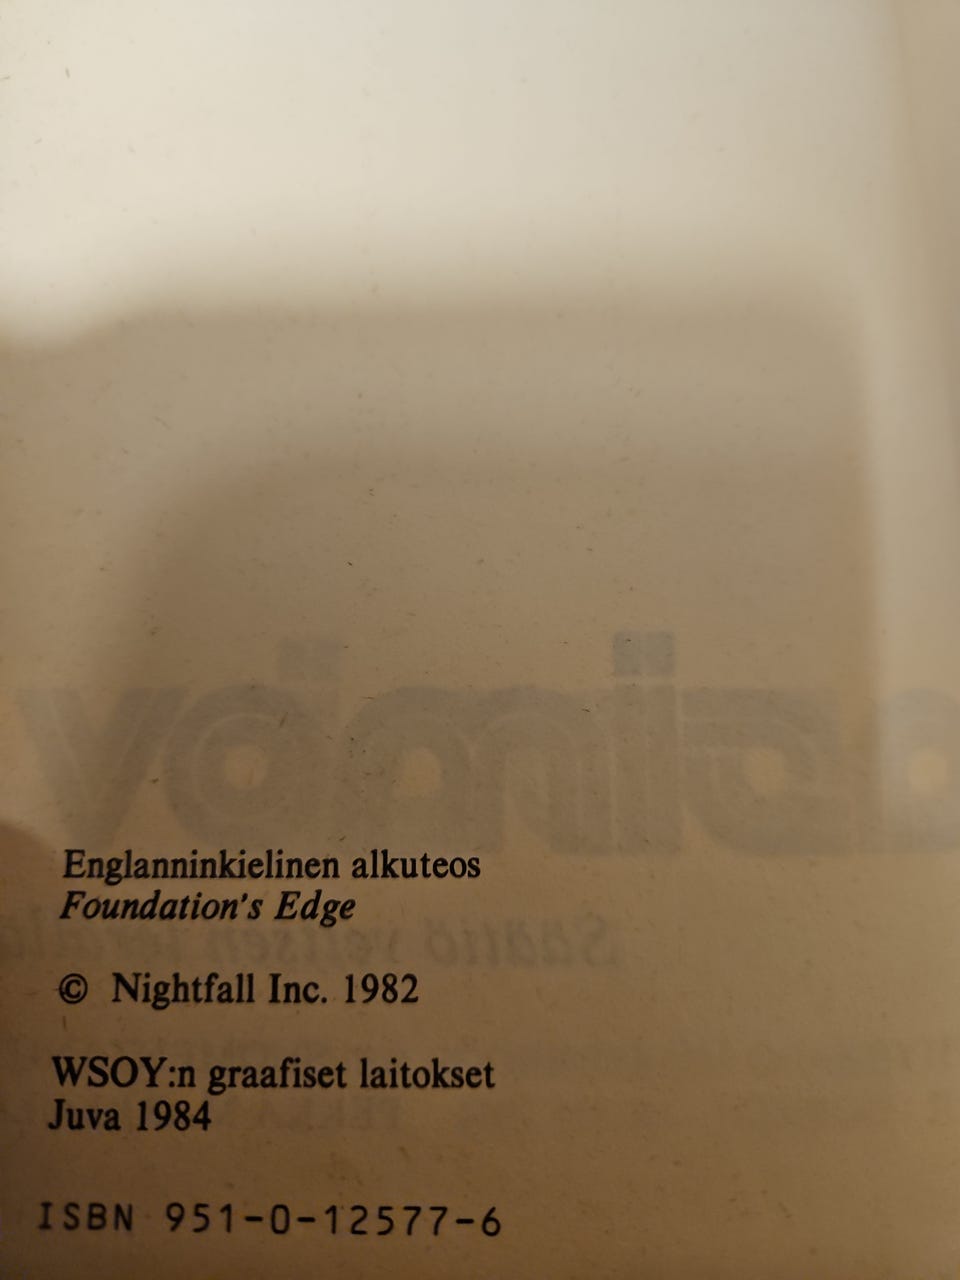 Englanninkielinen alkuteos
Foundation's Edge
© Nightfall Inc. 1982
WSOY:n graafiset laitokset
Juva 1984
ISBN 951-0-12577-6